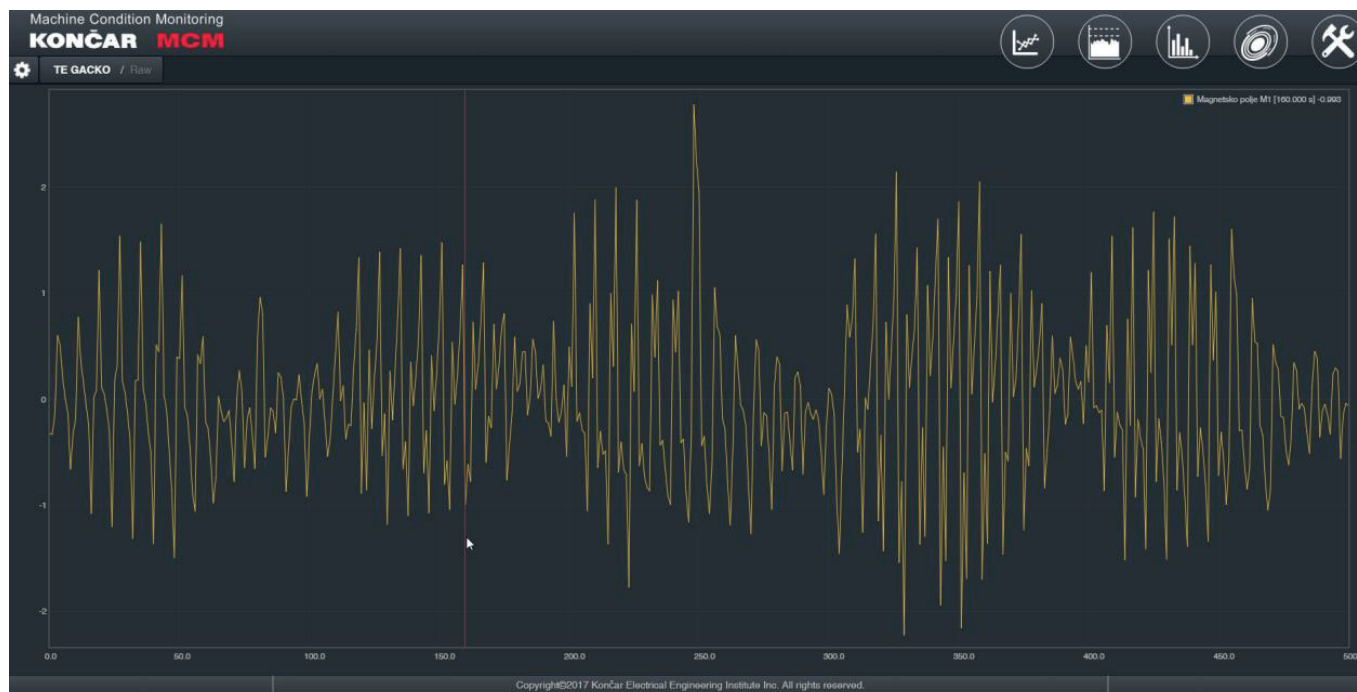 Machine Condition Monitoring
KONČAR MCM
TE GACKO / Raw
Magnetsko polje M1 [160.000 s] -0.993
2
1
0
-1
-2
0.0 50.0 100.0 150.0 200.0 250.0 300.0 350.0 400.0 450.0 500
Copyright©2017 Končar Electrical Engineering Institute Inc. All rights reserved.